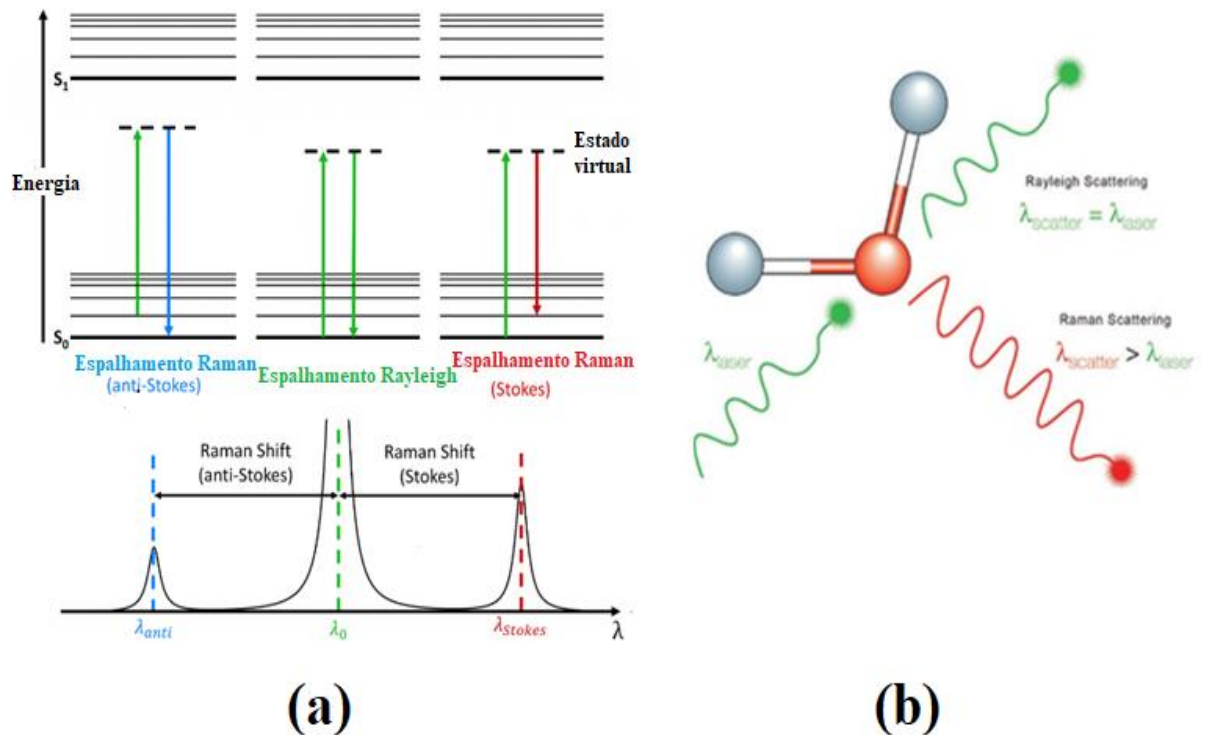 S₁
Estado
virtual
Energia
S₀
Espalhamento Raman
(anti-Stokes)
Espalhamento Rayleigh
Espalhamento Raman
(Stokes)
Raman Shift
(anti-Stokes)
Raman Shift
(Stokes)
λanti
λ₀
λStokes
λ
(a)
Rayleigh Scattering
λscatter = λlaser
Raman Scattering
λscatter > λlaser
λlaser
(b)